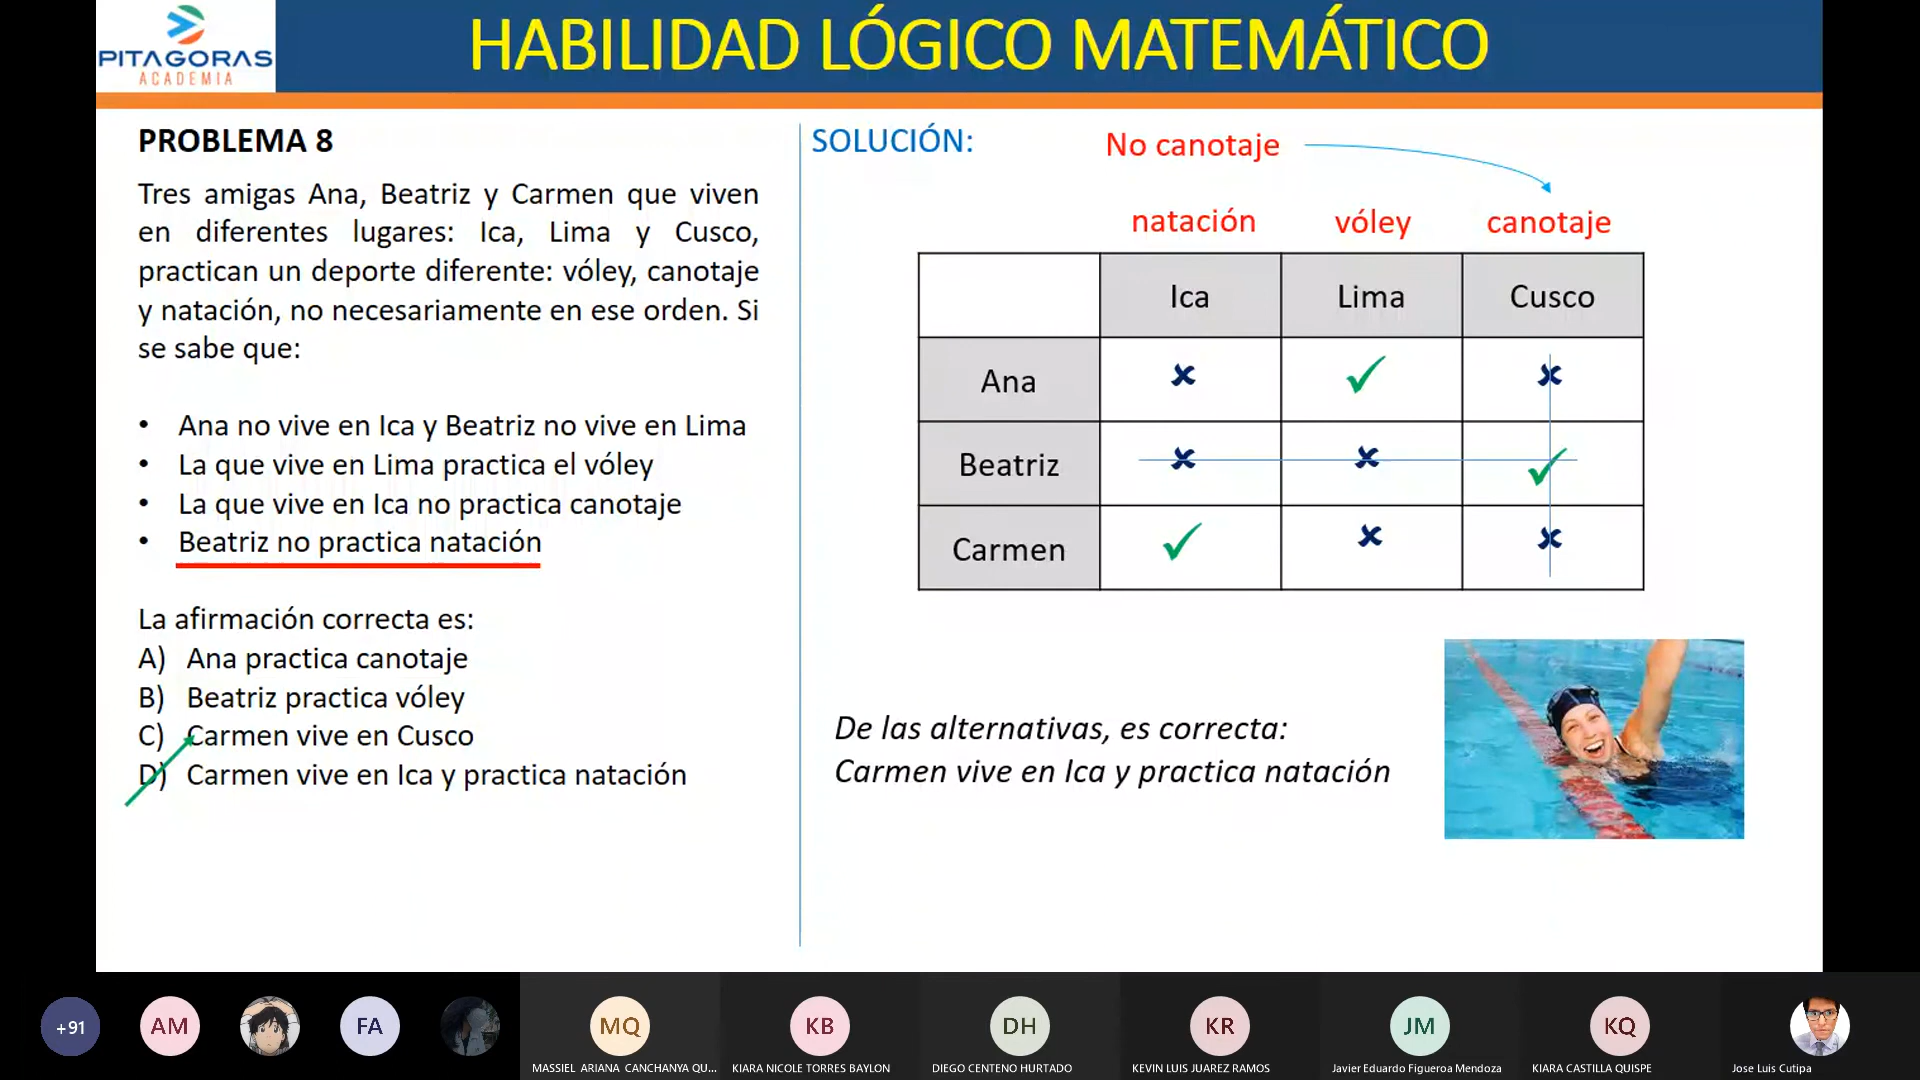 PITAGORAS
ACADEMIA
HABILIDAD LÓGICO MATEMÁTICO
PROBLEMA 8
Tres amigas Ana, Beatriz y Carmen que viven
en diferentes lugares: Ica, Lima y Cusco,
practican un deporte diferente: vóley, canotaje
y natación, no necesariamente en ese orden. Si
se sabe que:
• Ana no vive en Ica y Beatriz no vive en Lima
• La que vive en Lima practica el vóley
• La que vive en Ica no practica canotaje
• Beatriz no practica natación
La afirmación correcta es:
A) Ana practica canotaje
B) Beatriz practica vóley
C) Carmen vive en Cusco
D) Carmen vive en Ica y practica natación
SOLUCIÓN:
No canotaje
natación vóley canotaje
Ica Lima Cusco
Ana
Beatriz
Carmen
De las alternativas, es correcta:
Carmen vive en Ica y practica natación
+91 AM FA MQ KB DH KR JM KQ
MASSIEL ARIANA CANCHANYA QU... KIARA NICOLE TORRES BAYLON DIEGO CENTENO HURTADO KEVIN LUIS JUAREZ RAMOS Javier Eduardo Figueroa Mendoza KIARA CASTILLA QUISPE Jose Luis Cutipa